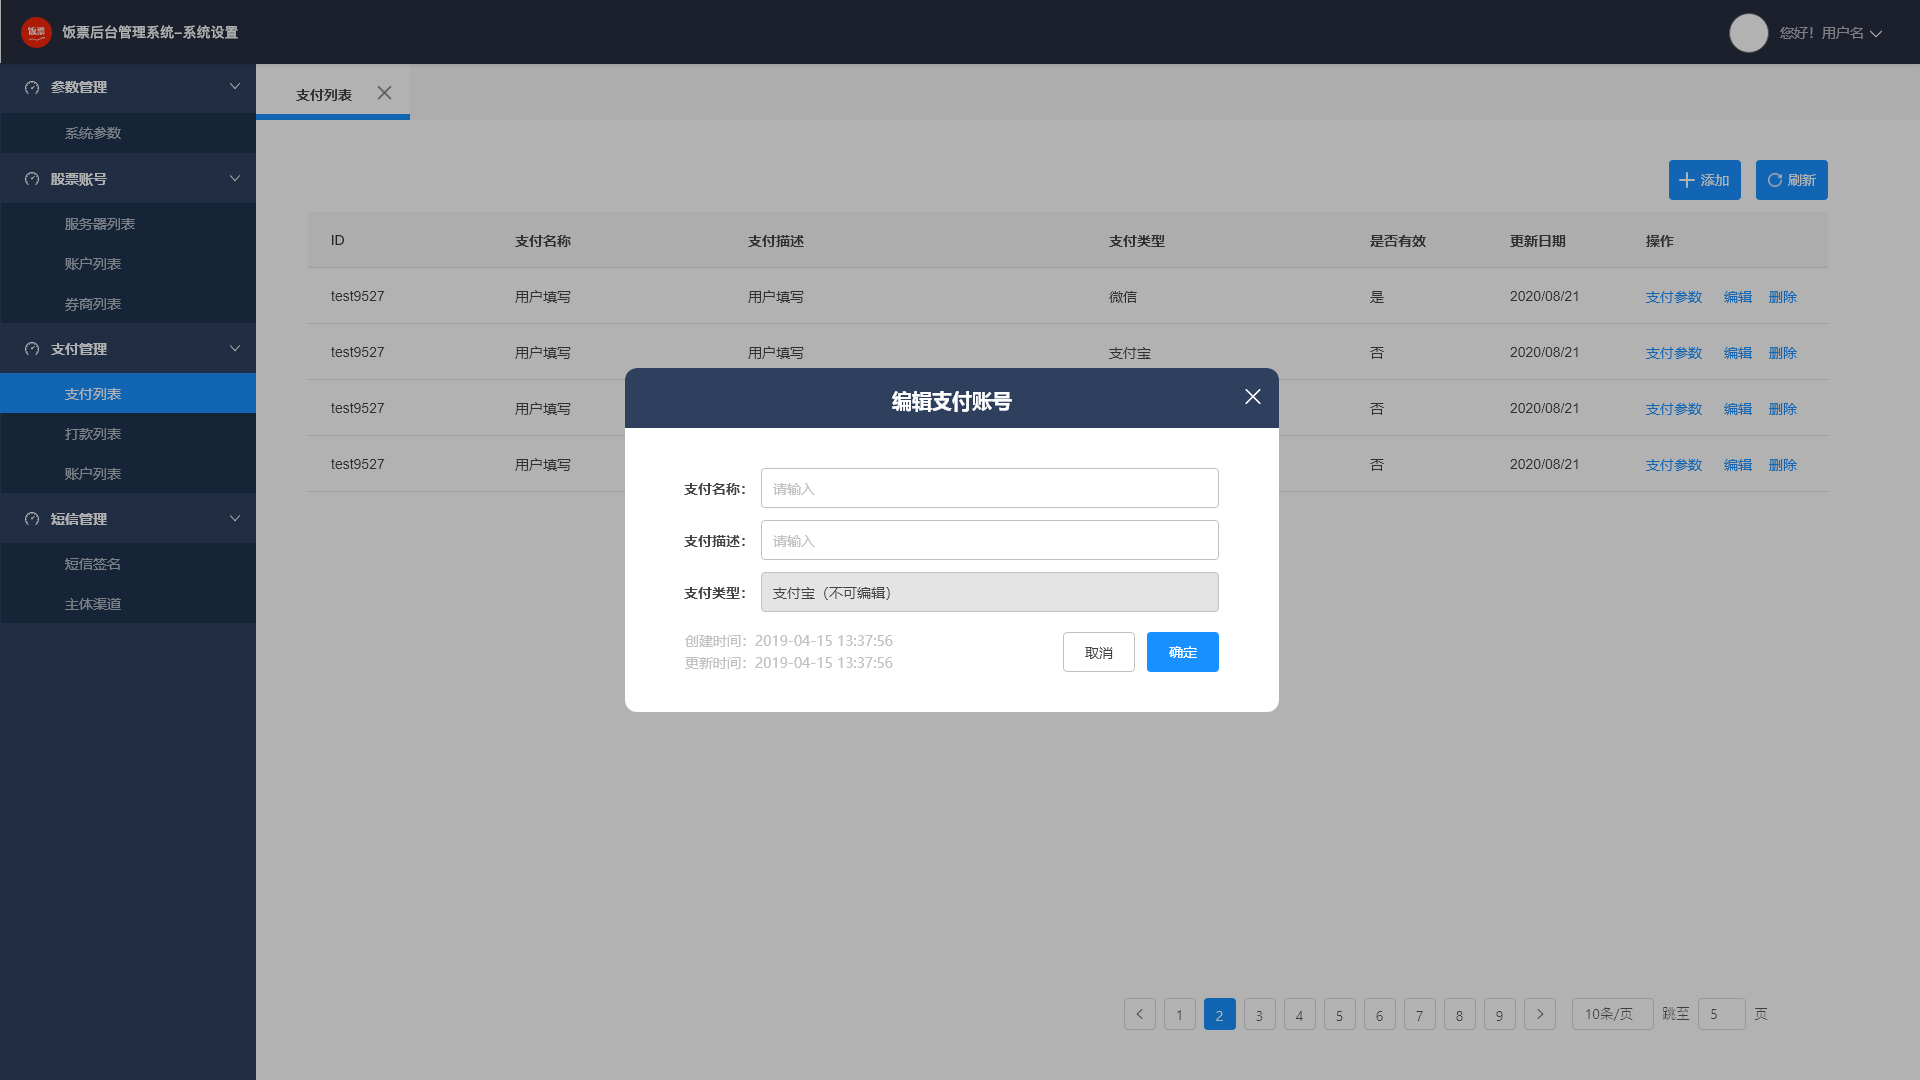 饭票 饭票后台管理系统-系统设置
您好！用户名
参数管理
系统参数
股票账号
服务器列表
账户列表
券商列表
支付管理
支付列表
打款列表
账户列表
短信管理
短信签名
主体渠道
支付列表
添加 刷新
ID 支付名称 支付描述 支付类型 是否有效 更新日期 操作
test9527 用户填写 用户填写 微信 是 2020/08/21 支付参数 编辑 删除
test9527 用户填写 用户填写 支付宝 否 2020/08/21 支付参数 编辑 删除
test9527 用户填写 否 2020/08/21 支付参数 编辑 删除
test9527 用户填写 否 2020/08/21 支付参数 编辑 删除
编辑支付账号
支付名称： 请输入
支付描述： 请输入
支付类型： 支付宝（不可编辑）
创建时间：2019-04-15 13:37:56
更新时间：2019-04-15 13:37:56
取消 确定
1 2 3 4 5 6 7 8 9 10条/页 跳至 5 页